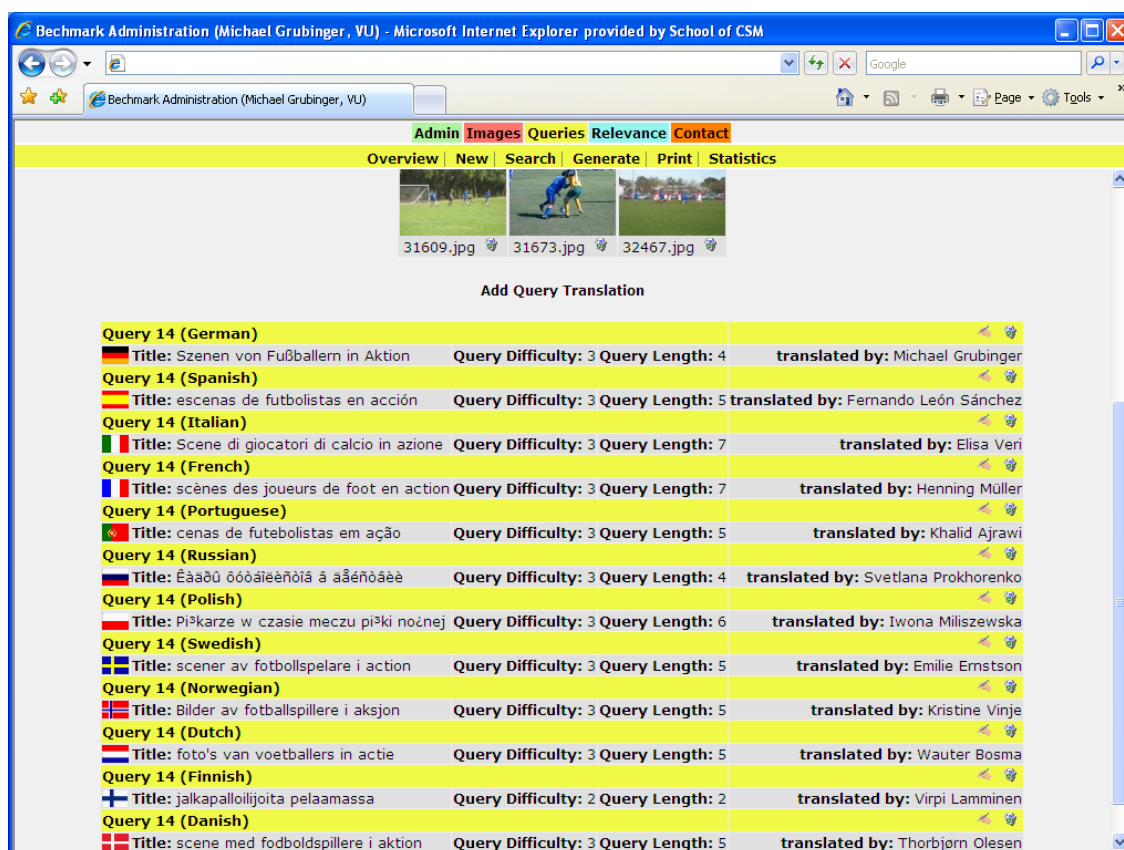 Bechmark Administration (Michael Grubinger, VU) - Microsoft Internet Explorer provided by School of CSM
Google
Bechmark Administration (Michael Grubinger, VU)
Page Tools
Admin Images Queries Relevance Contact
Overview | New | Search | Generate | Print | Statistics
31609.jpg 31673.jpg 32467.jpg
Add Query Translation
Query 14 (German)
Title: Szenen von Fußballern in Aktion Query Difficulty: 3 Query Length: 4 translated by: Michael Grubinger
Query 14 (Spanish)
Title: escenas de futbolistas en acción Query Difficulty: 3 Query Length: 5 translated by: Fernando León Sánchez
Query 14 (Italian)
Title: Scene di giocatori di calcio in azione Query Difficulty: 3 Query Length: 7 translated by: Elisa Veri
Query 14 (French)
Title: scènes des joueurs de foot en action Query Difficulty: 3 Query Length: 7 translated by: Henning Müller
Query 14 (Portuguese)
Title: cenas de futebolistas em ação Query Difficulty: 3 Query Length: 5 translated by: Khalid Ajrawi
Query 14 (Russian)
Title: Êàäðû ôóòáîëèñòîâ â äåéñòâèè Query Difficulty: 3 Query Length: 4 translated by: Svetlana Prokhorenko
Query 14 (Polish)
Title: Pi³karze w czasie meczu pi³ki no¿nej Query Difficulty: 3 Query Length: 6 translated by: Iwona Miliszewska
Query 14 (Swedish)
Title: scener av fotbollspelare i action Query Difficulty: 3 Query Length: 5 translated by: Emilie Ernstson
Query 14 (Norwegian)
Title: Bilder av fotballspillere i aksjon Query Difficulty: 3 Query Length: 5 translated by: Kristine Vinje
Query 14 (Dutch)
Title: foto's van voetballers in actie Query Difficulty: 3 Query Length: 5 translated by: Wauter Bosma
Query 14 (Finnish)
Title: jalkapalloilijoita pelaamassa Query Difficulty: 2 Query Length: 2 translated by: Virpi Lamminen
Query 14 (Danish)
Title: scene med fodboldspillere i aktion Query Difficulty: 3 Query Length: 5 translated by: Thorbjørn Olesen